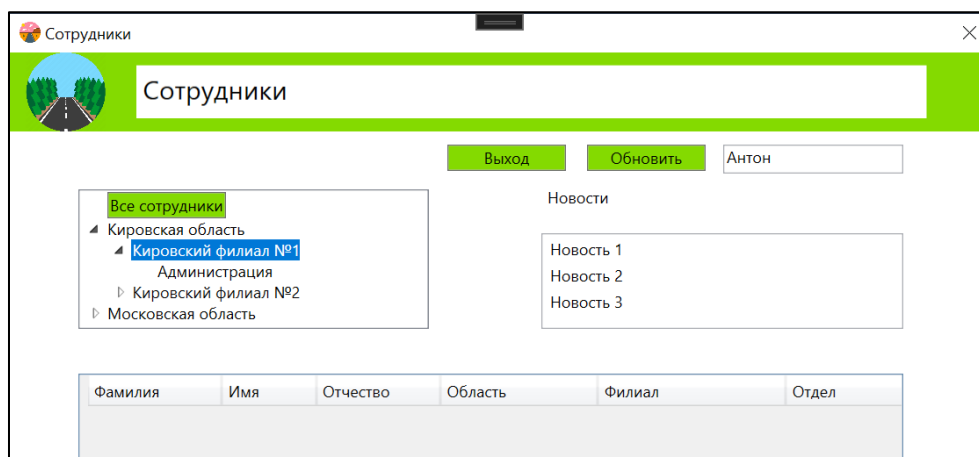 Сотрудники
Сотрудники
Выход Обновить Антон
Все сотрудники
Кировская область
Кировский филиал №1
Администрация
Кировский филиал №2
Московская область
Новости
Новость 1
Новость 2
Новость 3
Фамилия Имя Отчество Область Филиал Отдел